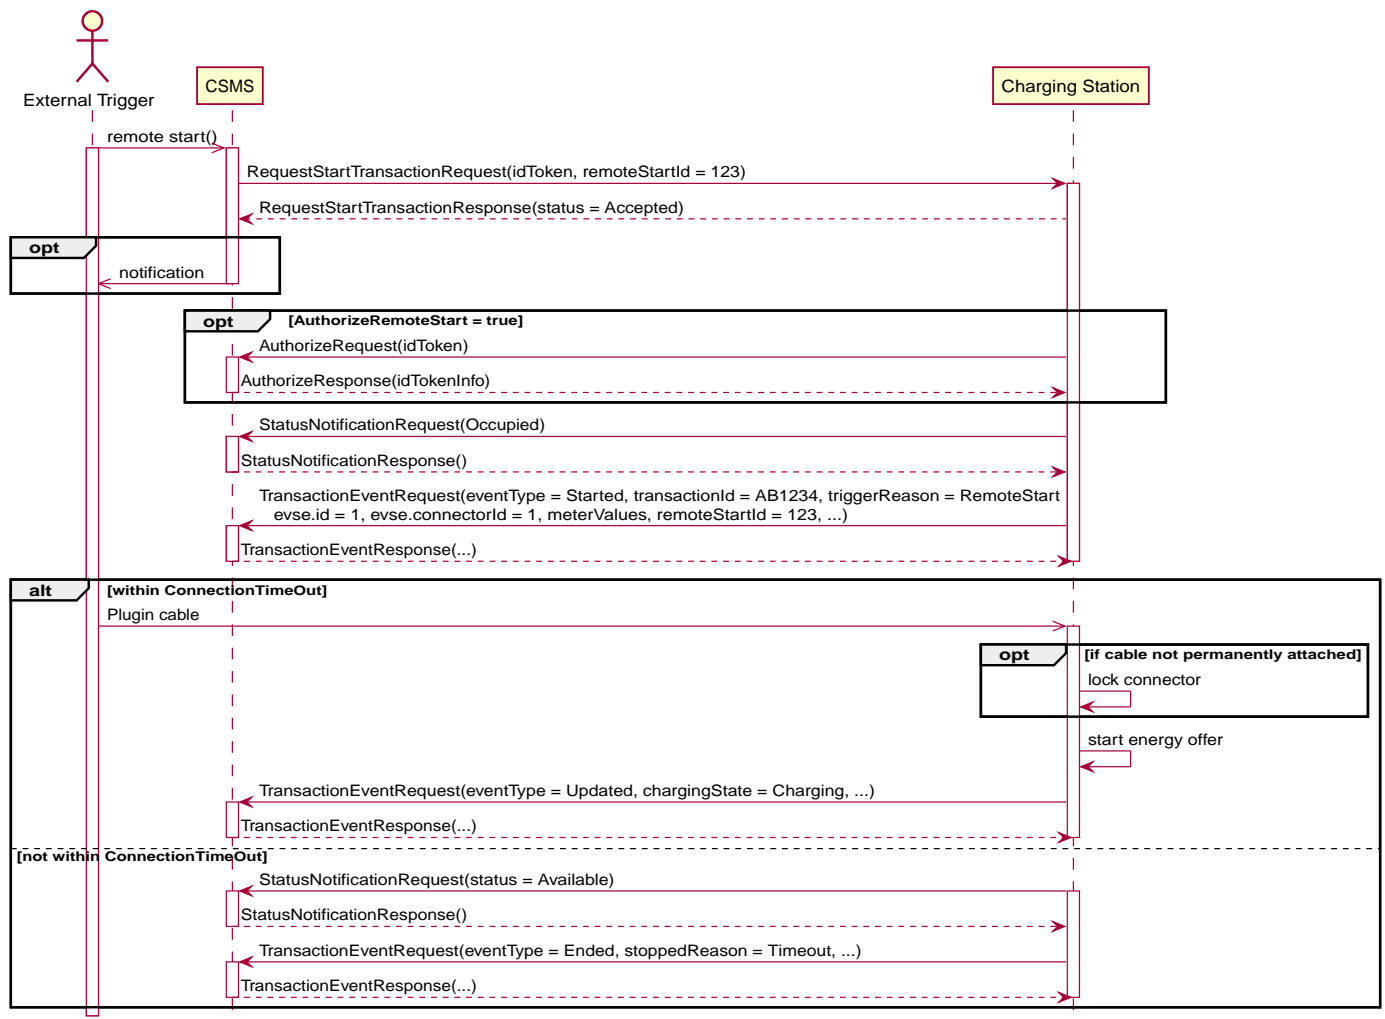 External Trigger
CSMS
Charging Station
remote start()
RequestStartTransactionRequest(idToken, remoteStartId = 123)
RequestStartTransactionResponse(status = Accepted)
opt
notification
opt [AuthorizeRemoteStart = true]
AuthorizeRequest(idToken)
AuthorizeResponse(idTokenInfo)
StatusNotificationRequest(Occupied)
StatusNotificationResponse()
TransactionEventRequest(eventType = Started, transactionId = AB1234, triggerReason = RemoteStart
evse.id = 1, evse.connectorId = 1, meterValues, remoteStartId = 123, ...)
TransactionEventResponse(...)
alt [within ConnectionTimeOut]
Plugin cable
opt [if cable not permanently attached]
lock connector
start energy offer
TransactionEventRequest(eventType = Updated, chargingState = Charging, ...)
TransactionEventResponse(...)
[not within ConnectionTimeOut]
StatusNotificationRequest(status = Available)
StatusNotificationResponse()
TransactionEventRequest(eventType = Ended, stoppedReason = Timeout, ...)
TransactionEventResponse(...)